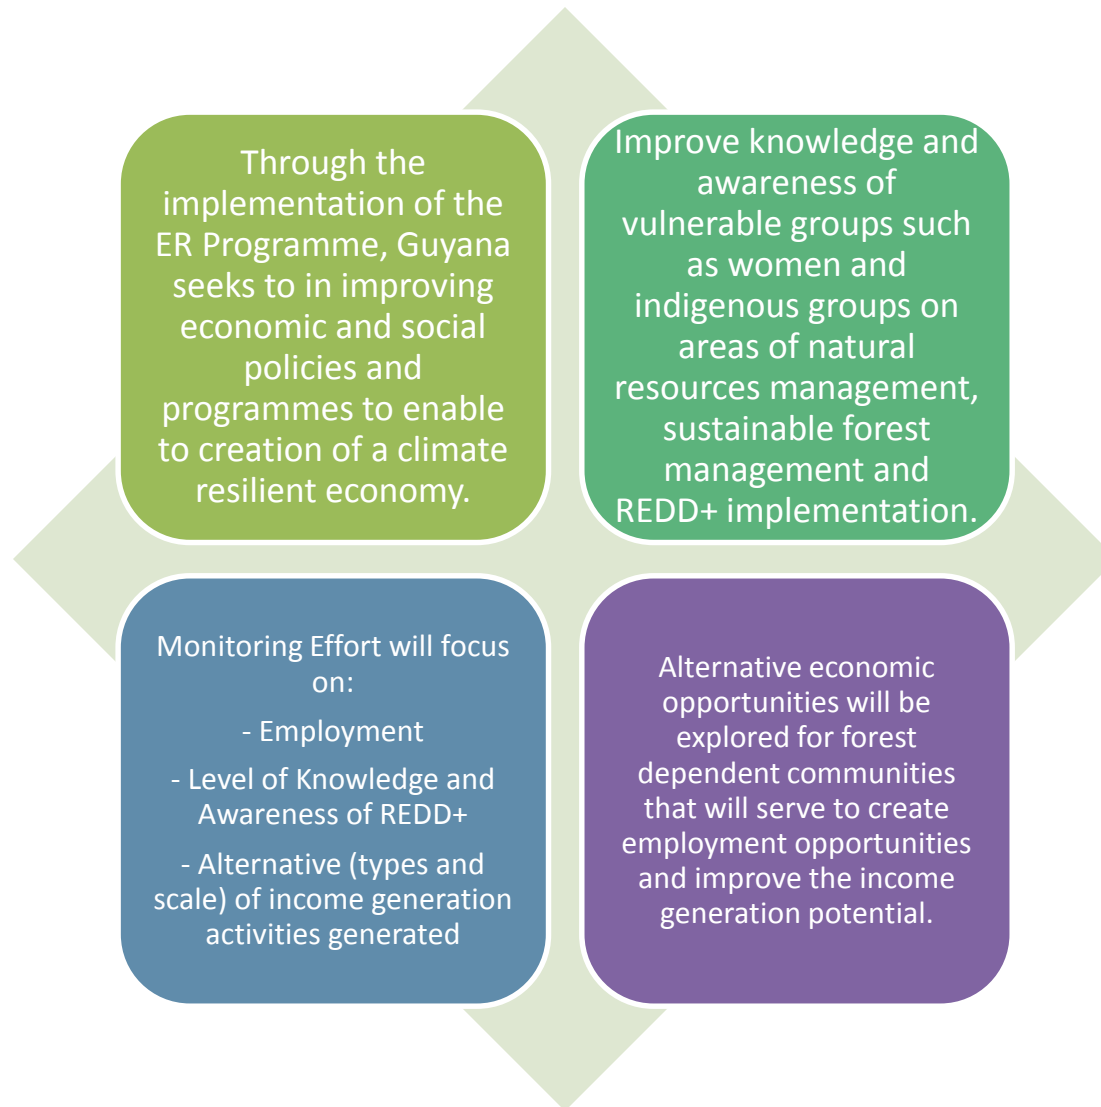 Through the
implementation of the
ER Programme, Guyana
seeks to in improving
economic and social
policies and
programmes to enable
to creation of a climate
resilient economy.
Improve knowledge and
awareness of
vulnerable groups such
as women and
indigenous groups on
areas of natural
resources management,
sustainable forest
management and
REDD+ implementation.
Monitoring Effort will focus
on:
- Employment
- Level of Knowledge and
Awareness of REDD+
- Alternative (types and
scale) of income generation
activities generated
Alternative economic
opportunities will be
explored for forest
dependent communities
that will serve to create
employment opportunities
and improve the income
generation potential.